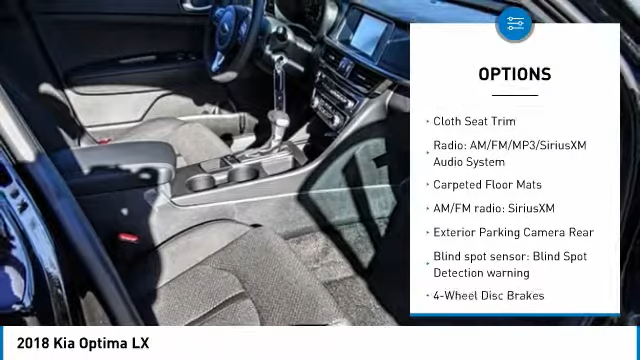 OPTIONS
Cloth Seat Trim
Radio: AM/FM/MP3/SiriusXM
Audio System
Carpeted Floor Mats
AM/FM radio: SiriusXM
Exterior Parking Camera Rear
Blind spot sensor: Blind Spot
Detection warning
4-Wheel Disc Brakes
2018 Kia Optima LX